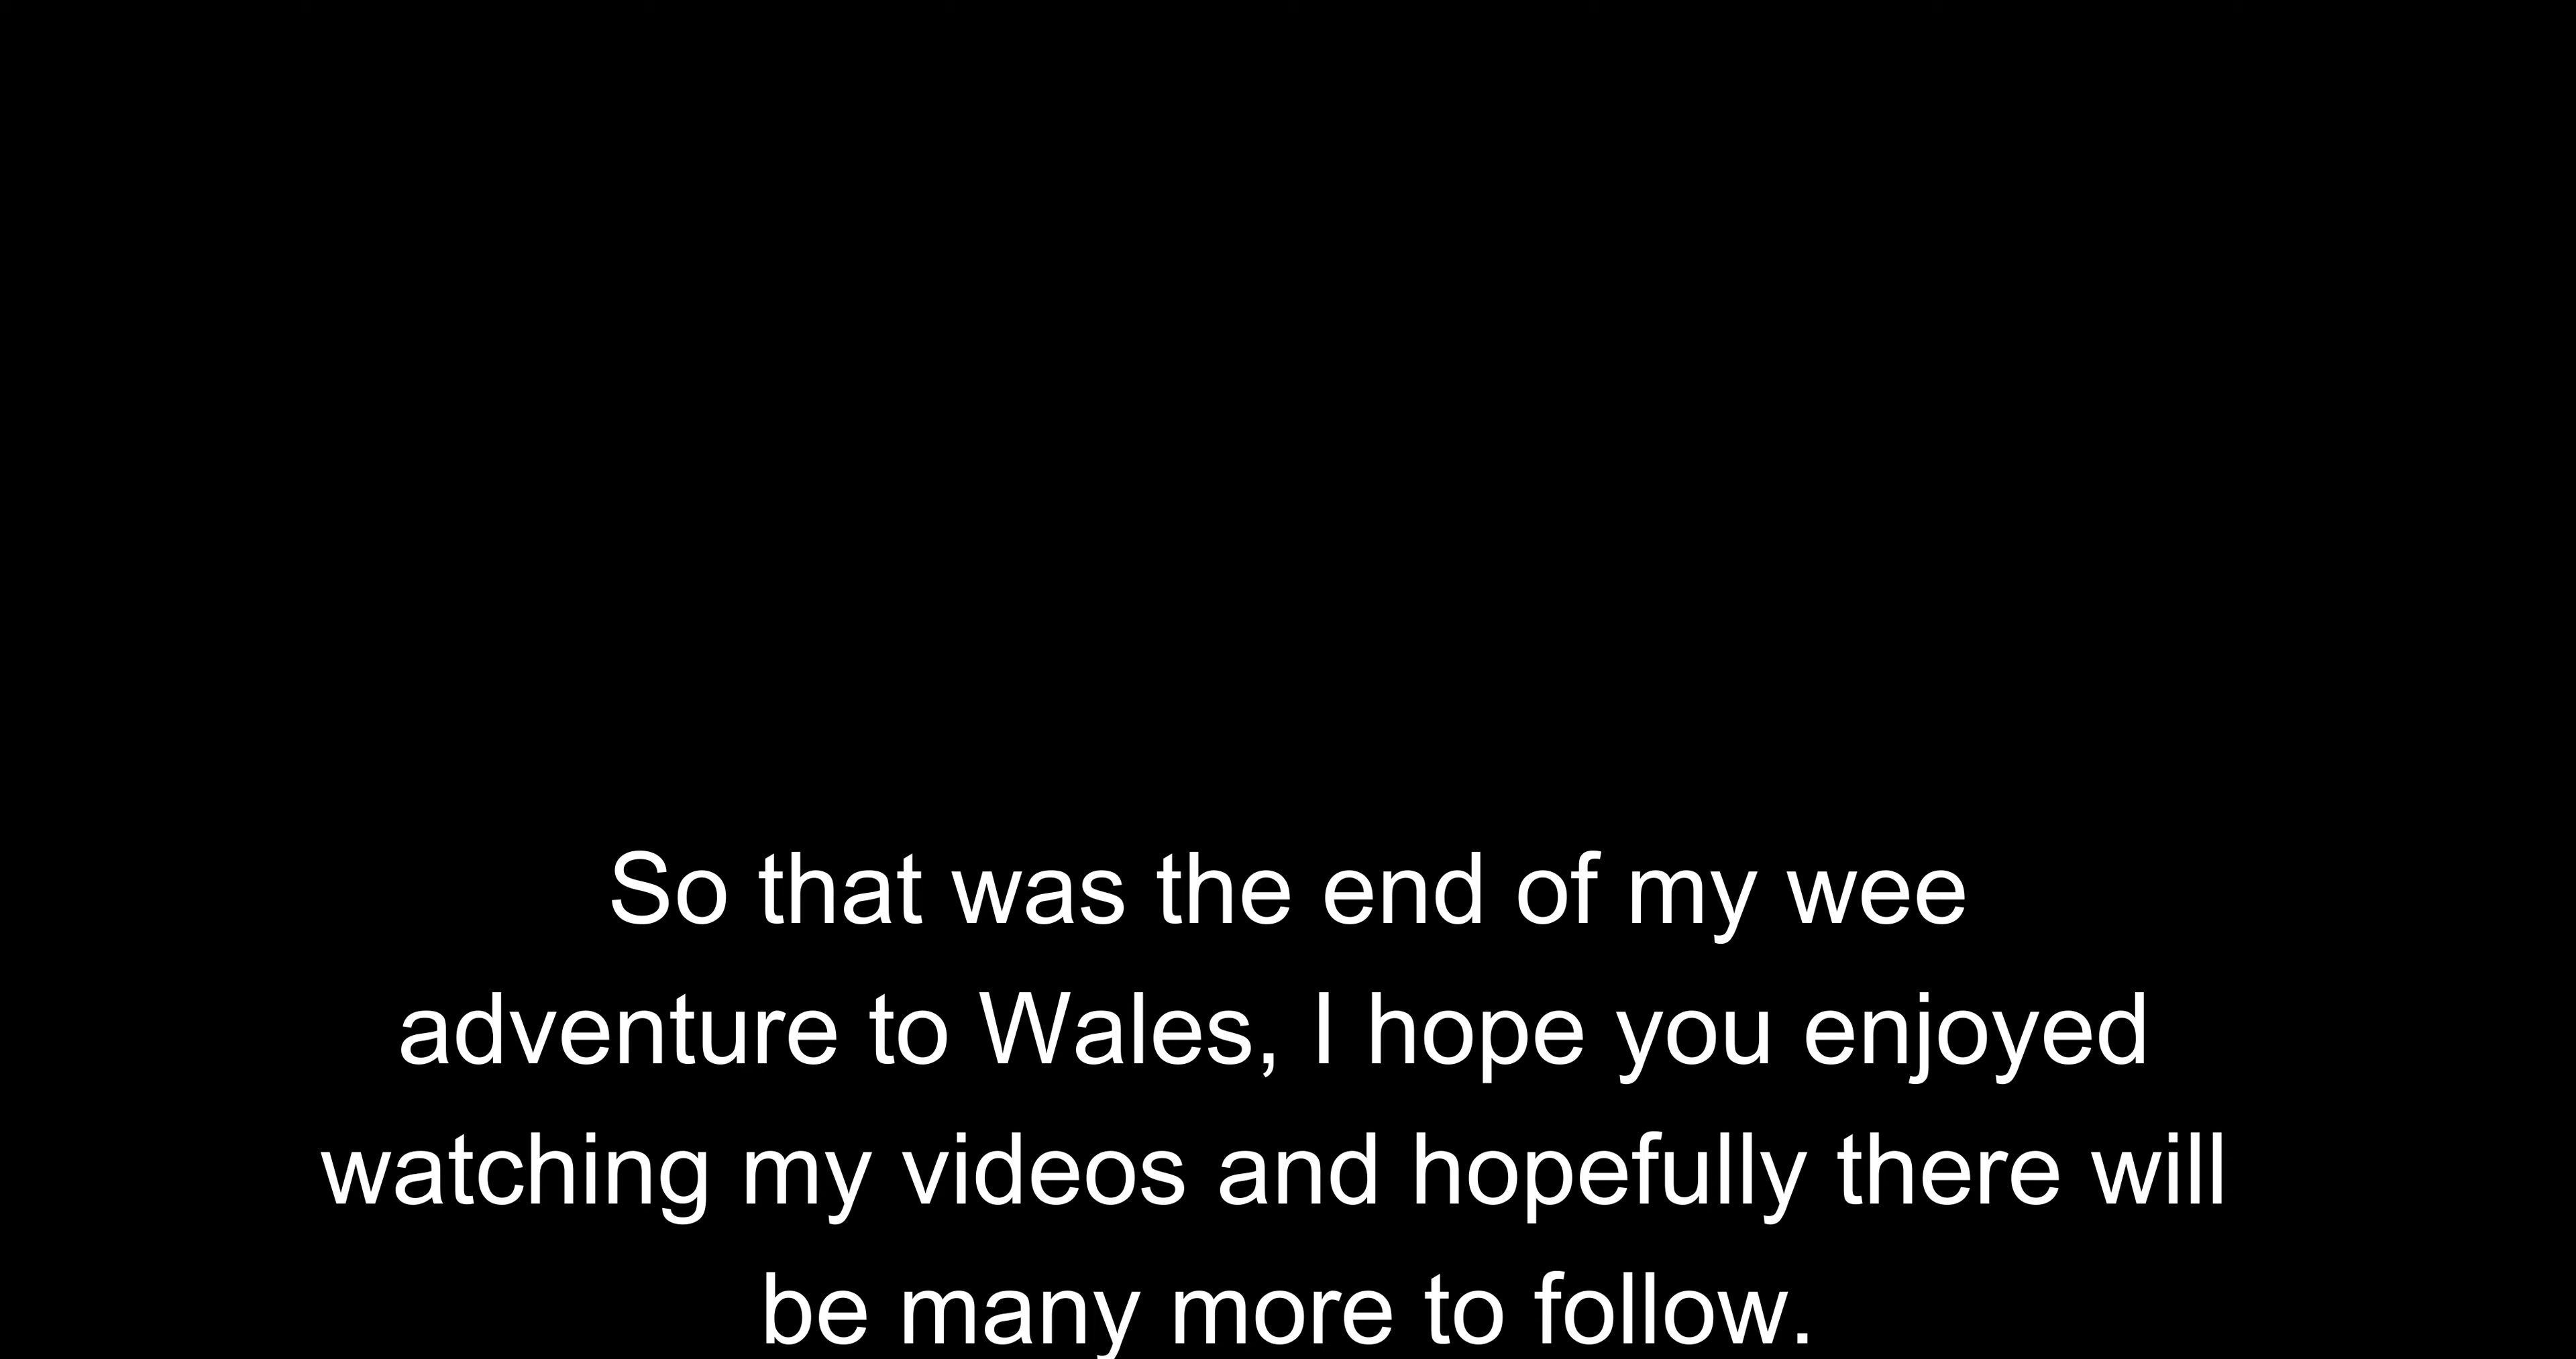 So that was the end of my wee
adventure to Wales, I hope you enjoyed
watching my videos and hopefully there will
be many more to follow.